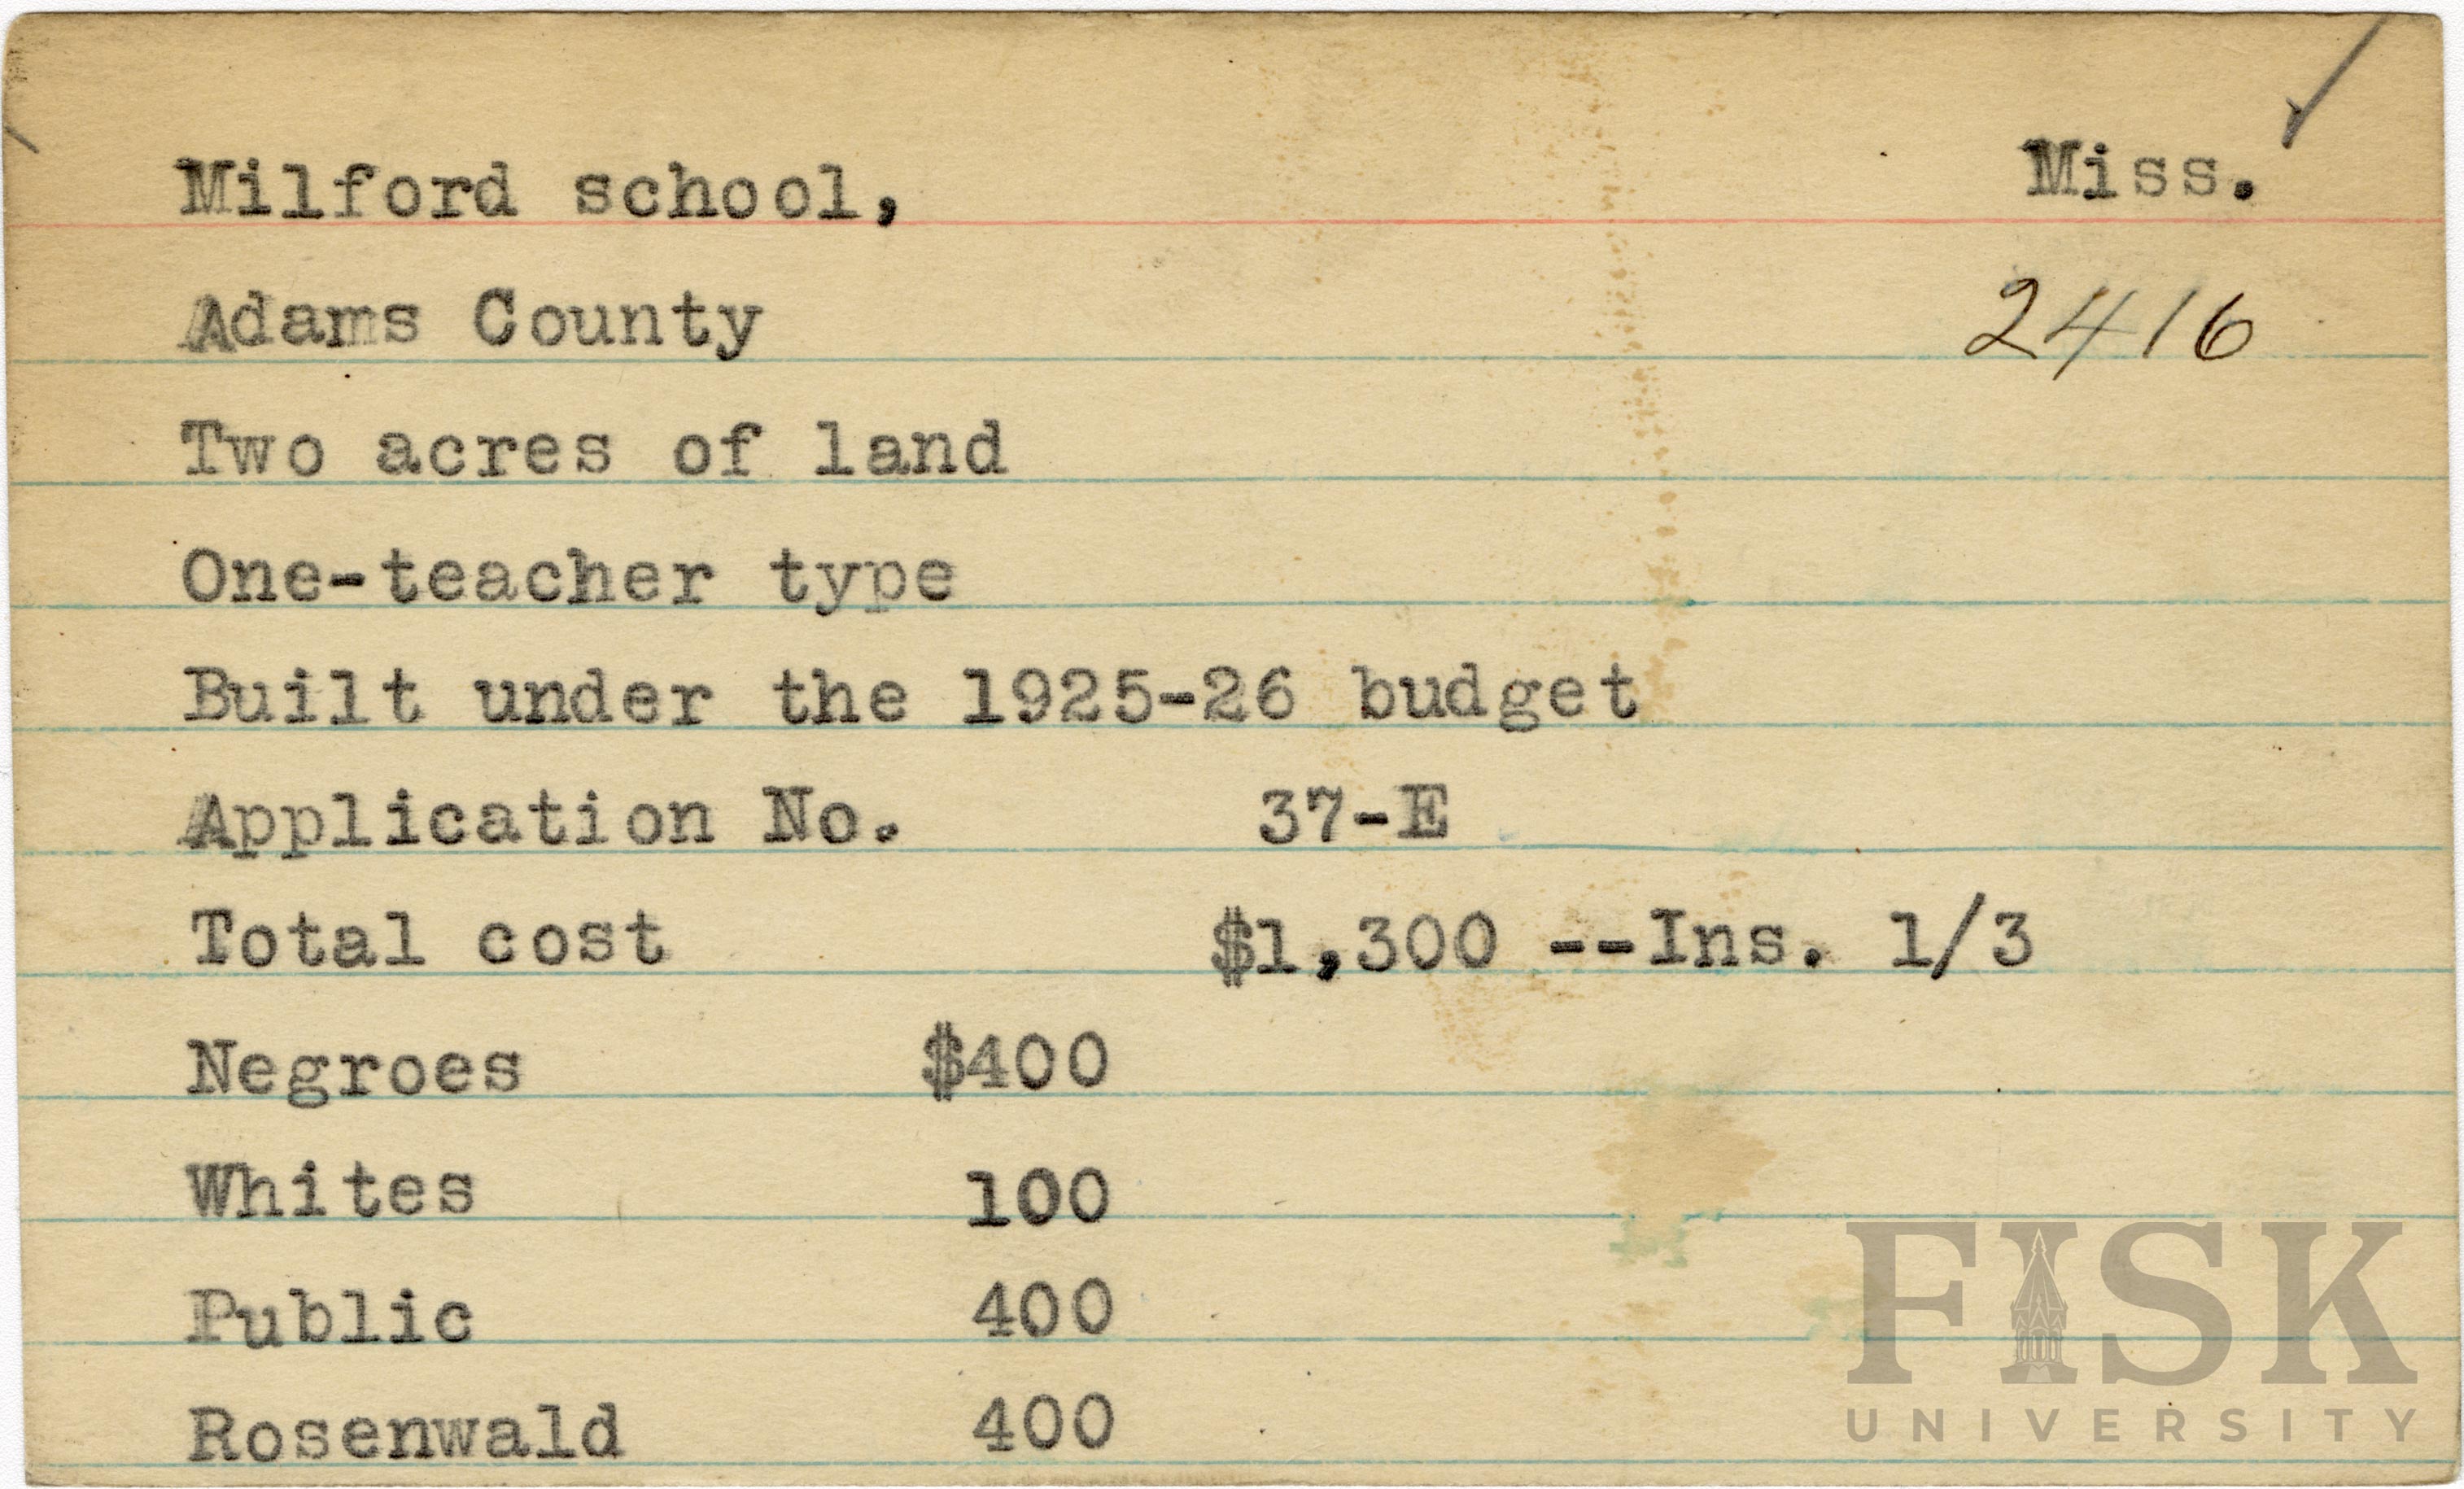 Milford school, Miss.
Adams County 2416
Two acres of land
One-teacher type
Built under the 1925-26 budget
Application No. 37-E
Total cost $1,300 --Ins. 1/3
Negroes $400
Whites 100
Public 400
Rosenwald 400
FISK
UNIVERSITY